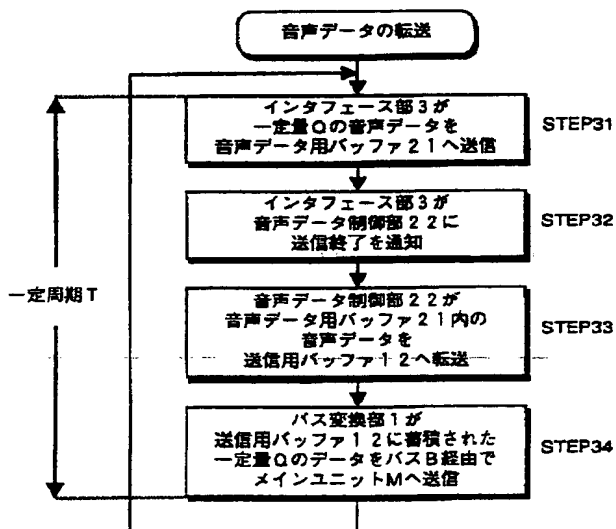 音声データの転送
インタフェース部3が
一定量Qの音声データを
音声データ用バッファ21へ送信
STEP31
インタフェース部3が
音声データ制御部22に
送信終了を通知
STEP32
一定周期T
音声データ制御部22が
音声データ用バッファ21内の
音声データを
送信用バッファ12へ転送
STEP33
バス変換部1が
送信用バッファ12に蓄積された
一定量QのデータをバスB経由で
メインユニットMへ送信
STEP34